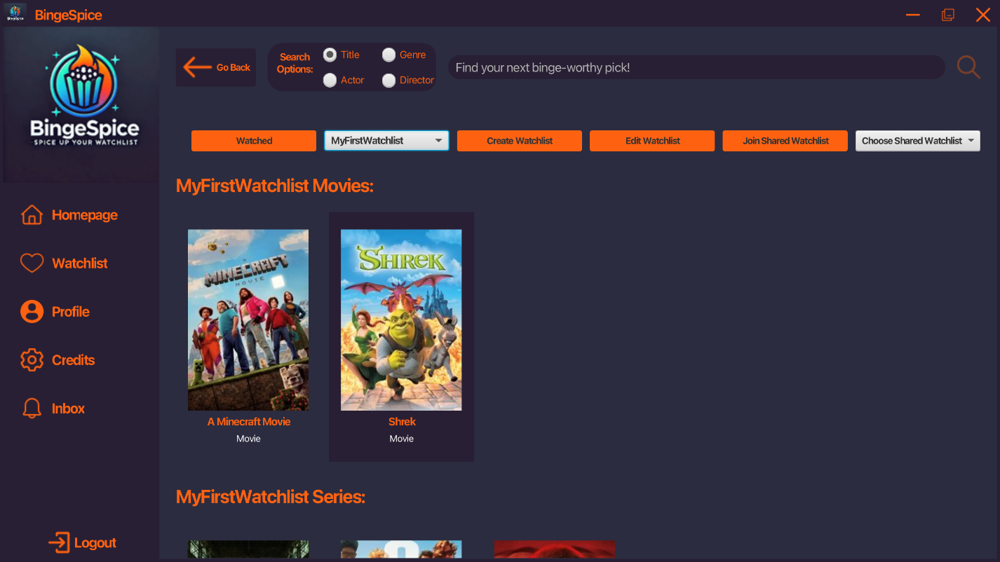 BingeSpice
BingeSpice
SPICE UP YOUR WATCHLIST
Homepage
Watchlist
Profile
Credits
Inbox
Logout
Go Back
Search Options:
Title
Genre
Actor
Director
Find your next binge-worthy pick!
Watched
MyFirstWatchlist
Create Watchlist
Edit Watchlist
Join Shared Watchlist
Choose Shared Watchlist
MyFirstWatchlist Movies:
A
MINECRAFT
MOVIE
A Minecraft Movie
Movie
SHREK
Shrek
Movie
MyFirstWatchlist Series: